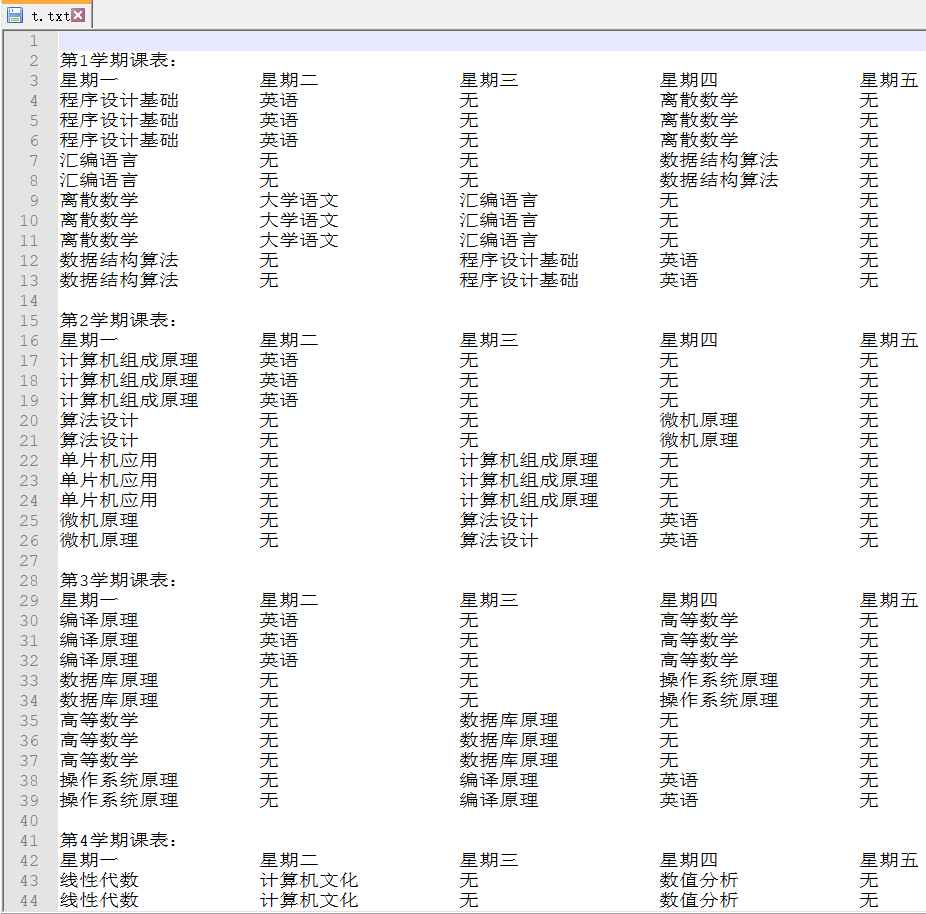 t.txt
1
2 第1学期课表:
3 星期一 星期二 星期三 星期四 星期五
4 程序设计基础 英语 无 离散数学 无
5 程序设计基础 英语 无 离散数学 无
6 程序设计基础 英语 无 离散数学 无
7 汇编语言 无 无 数据结构算法 无
8 汇编语言 无 无 数据结构算法 无
9 离散数学 大学语文 汇编语言 无 无
10 离散数学 大学语文 汇编语言 无 无
11 离散数学 大学语文 汇编语言 无 无
12 数据结构算法 无 程序设计基础 英语 无
13 数据结构算法 无 程序设计基础 英语 无
14
15 第2学期课表:
16 星期一 星期二 星期三 星期四 星期五
17 计算机组成原理 英语 无 无 无
18 计算机组成原理 英语 无 无 无
19 计算机组成原理 英语 无 无 无
20 算法设计 无 无 微机原理 无
21 算法设计 无 无 微机原理 无
22 单片机应用 无 计算机组成原理 无 无
23 单片机应用 无 计算机组成原理 无 无
24 单片机应用 无 计算机组成原理 无 无
25 微机原理 无 算法设计 英语 无
26 微机原理 无 算法设计 英语 无
27
28 第3学期课表:
29 星期一 星期二 星期三 星期四 星期五
30 编译原理 英语 无 高等数学 无
31 编译原理 英语 无 高等数学 无
32 编译原理 英语 无 高等数学 无
33 数据库原理 无 无 操作系统原理 无
34 数据库原理 无 无 操作系统原理 无
35 高等数学 无 数据库原理 无 无
36 高等数学 无 数据库原理 无 无
37 高等数学 无 数据库原理 无 无
38 操作系统原理 无 编译原理 英语 无
39 操作系统原理 无 编译原理 英语 无
40
41 第4学期课表:
42 星期一 星期二 星期三 星期四 星期五
43 线性代数 计算机文化 无 数值分析 无
44 线性代数 计算机文化 无 数值分析 无